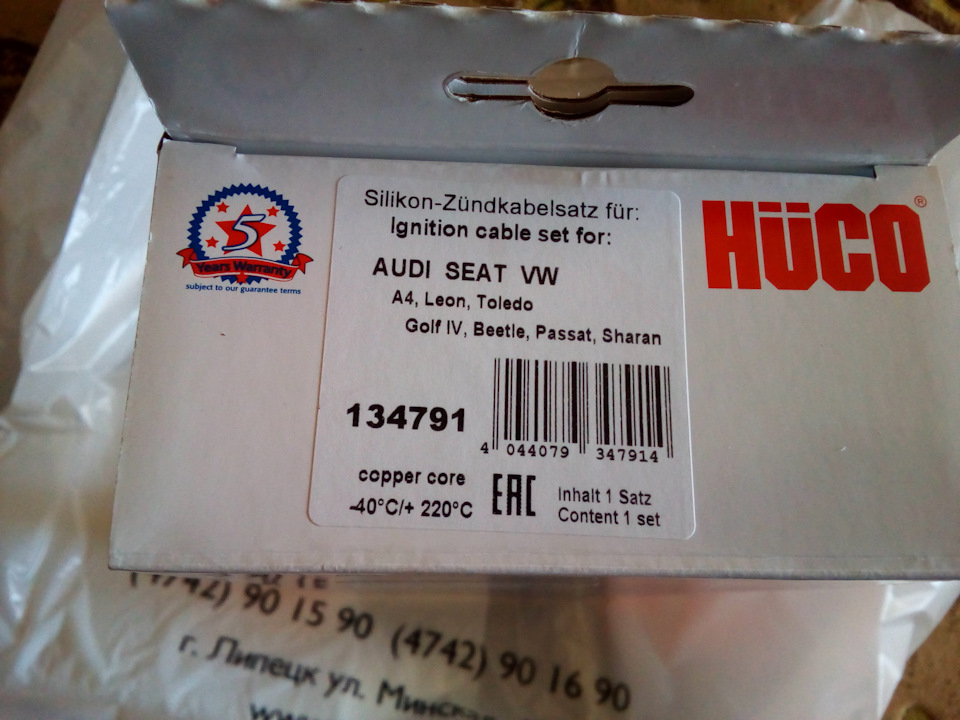 5
Years Warranty
subject to our guarantee terms
Silikon-Zündkabelsatz für:
Ignition cable set for:
AUDI SEAT VW
A4, Leon, Toledo
Golf IV, Beetle, Passat, Sharan
134791
4 044079 347914
copper core
-40°C/+ 220°C
EAC
Inhalt 1 Satz
Content 1 set
HÜCO®
(4742) 90 15 90 (4742) 90 16 90
г. Липецк ул.
www